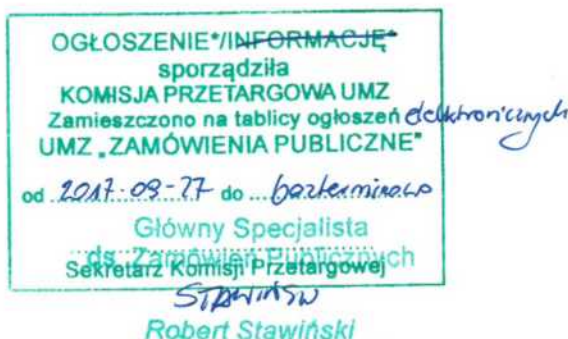 OGŁOSZENIE*/INFORMACJĘ*
sporządziła
KOMISJA PRZETARGOWA UMZ
Zamieszczono na tablicy ogłoszeń elektronicznych
UMZ „ZAMÓWIENIA PUBLICZNE"
od 2017-09-27 do bezterminowo
Główny Specjalista
ds. Zamówień Publicznych
Sekretarz Komisji Przetargowej
Robert Stawiński